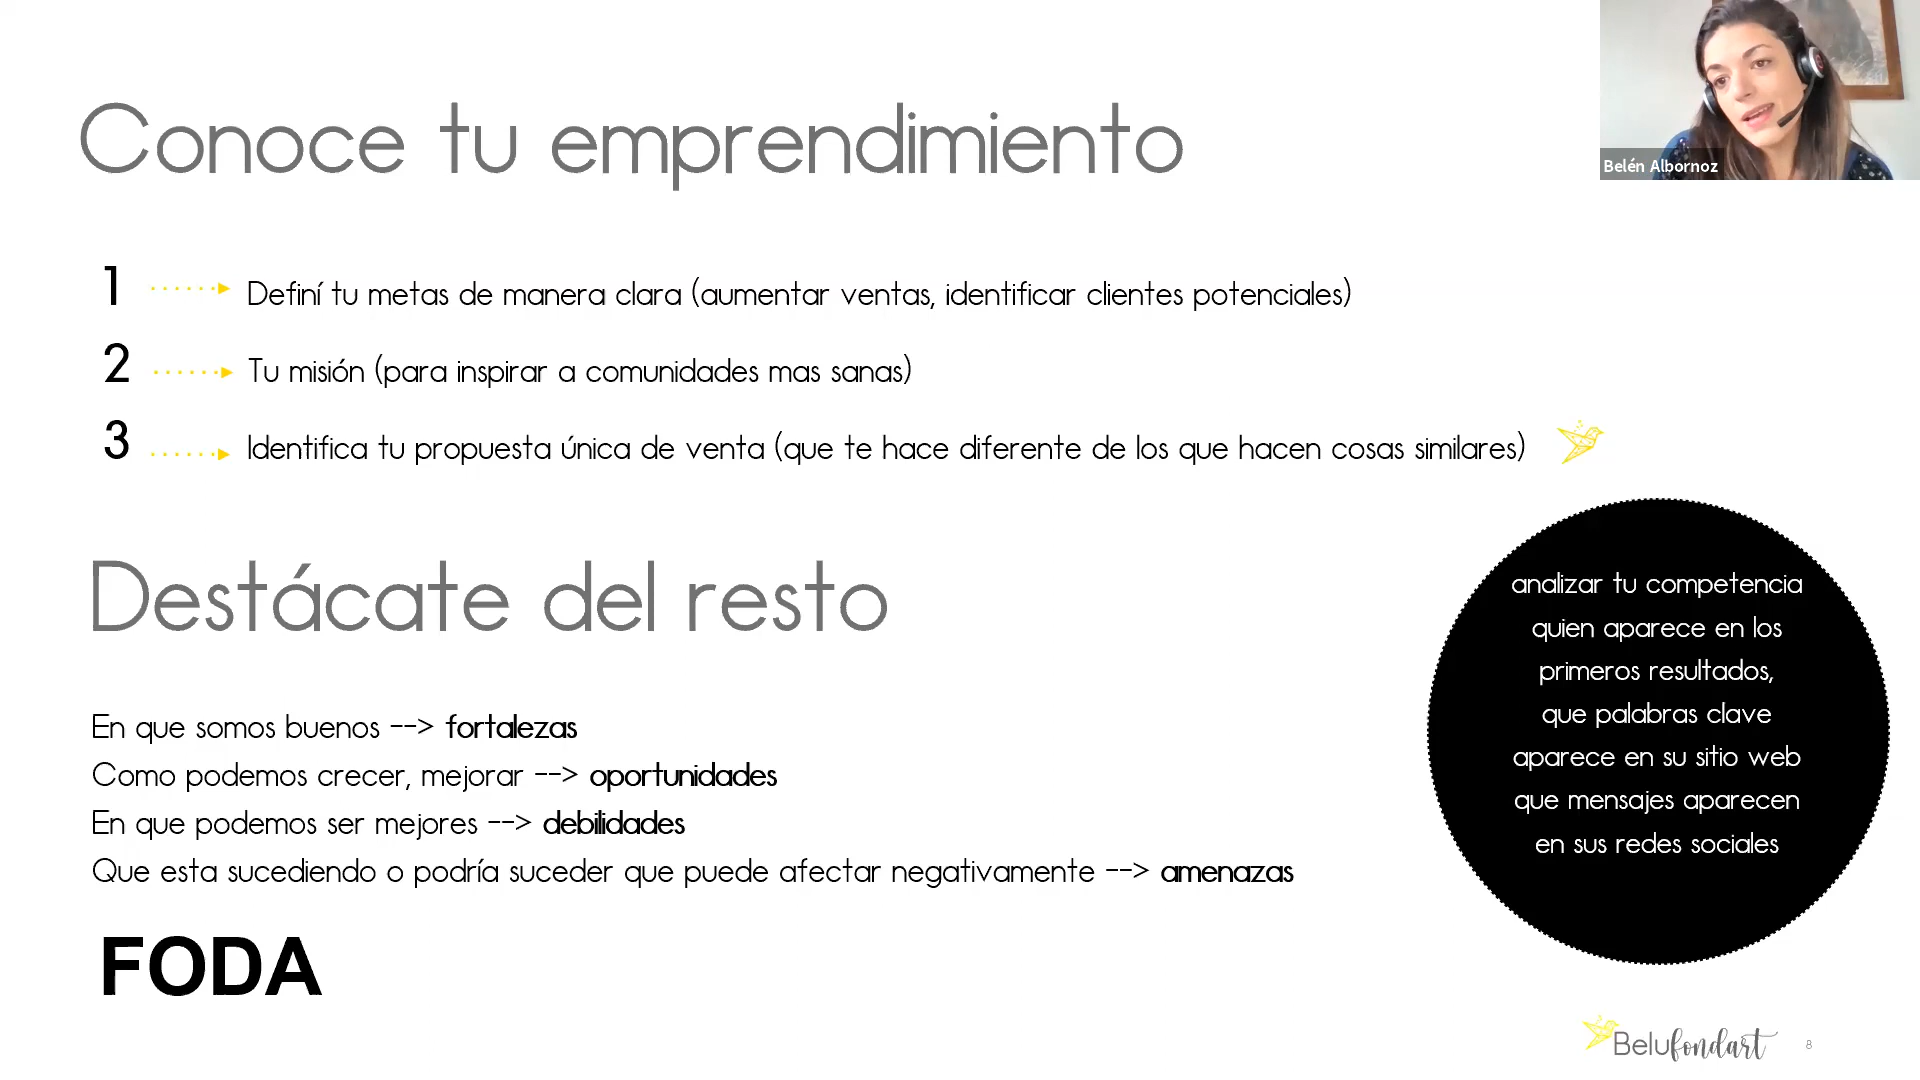 Conoce tu emprendimiento
Belén Albornoz
1 Definí tu metas de manera clara (aumentar ventas, identificar clientes potenciales)
2 Tu misión (para inspirar a comunidades mas sanas)
3 Identifica tu propuesta única de venta (que te hace diferente de los que hacen cosas similares)
Destácate del resto
En que somos buenos --> fortalezas
Como podemos crecer, mejorar --> oportunidades
En que podemos ser mejores --> debilidades
Que esta sucediendo o podría suceder que puede afectar negativamente --> amenazas
FODA
analizar tu competencia
quien aparece en los
primeros resultados,
que palabras clave
aparece en su sitio web
que mensajes aparecen
en sus redes sociales
Belufondart
8